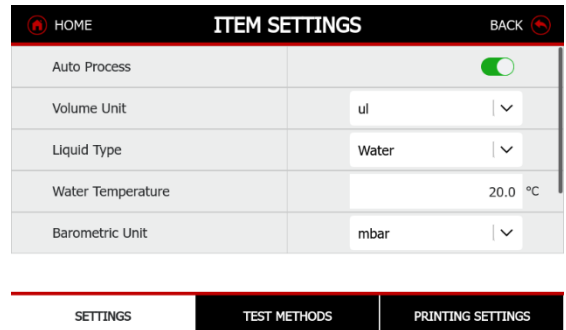 HOME ITEM SETTINGS BACK
Auto Process
Volume Unit ul
Liquid Type Water
Water Temperature 20.0 °C
Barometric Unit mbar
SETTINGS TEST METHODS PRINTING SETTINGS